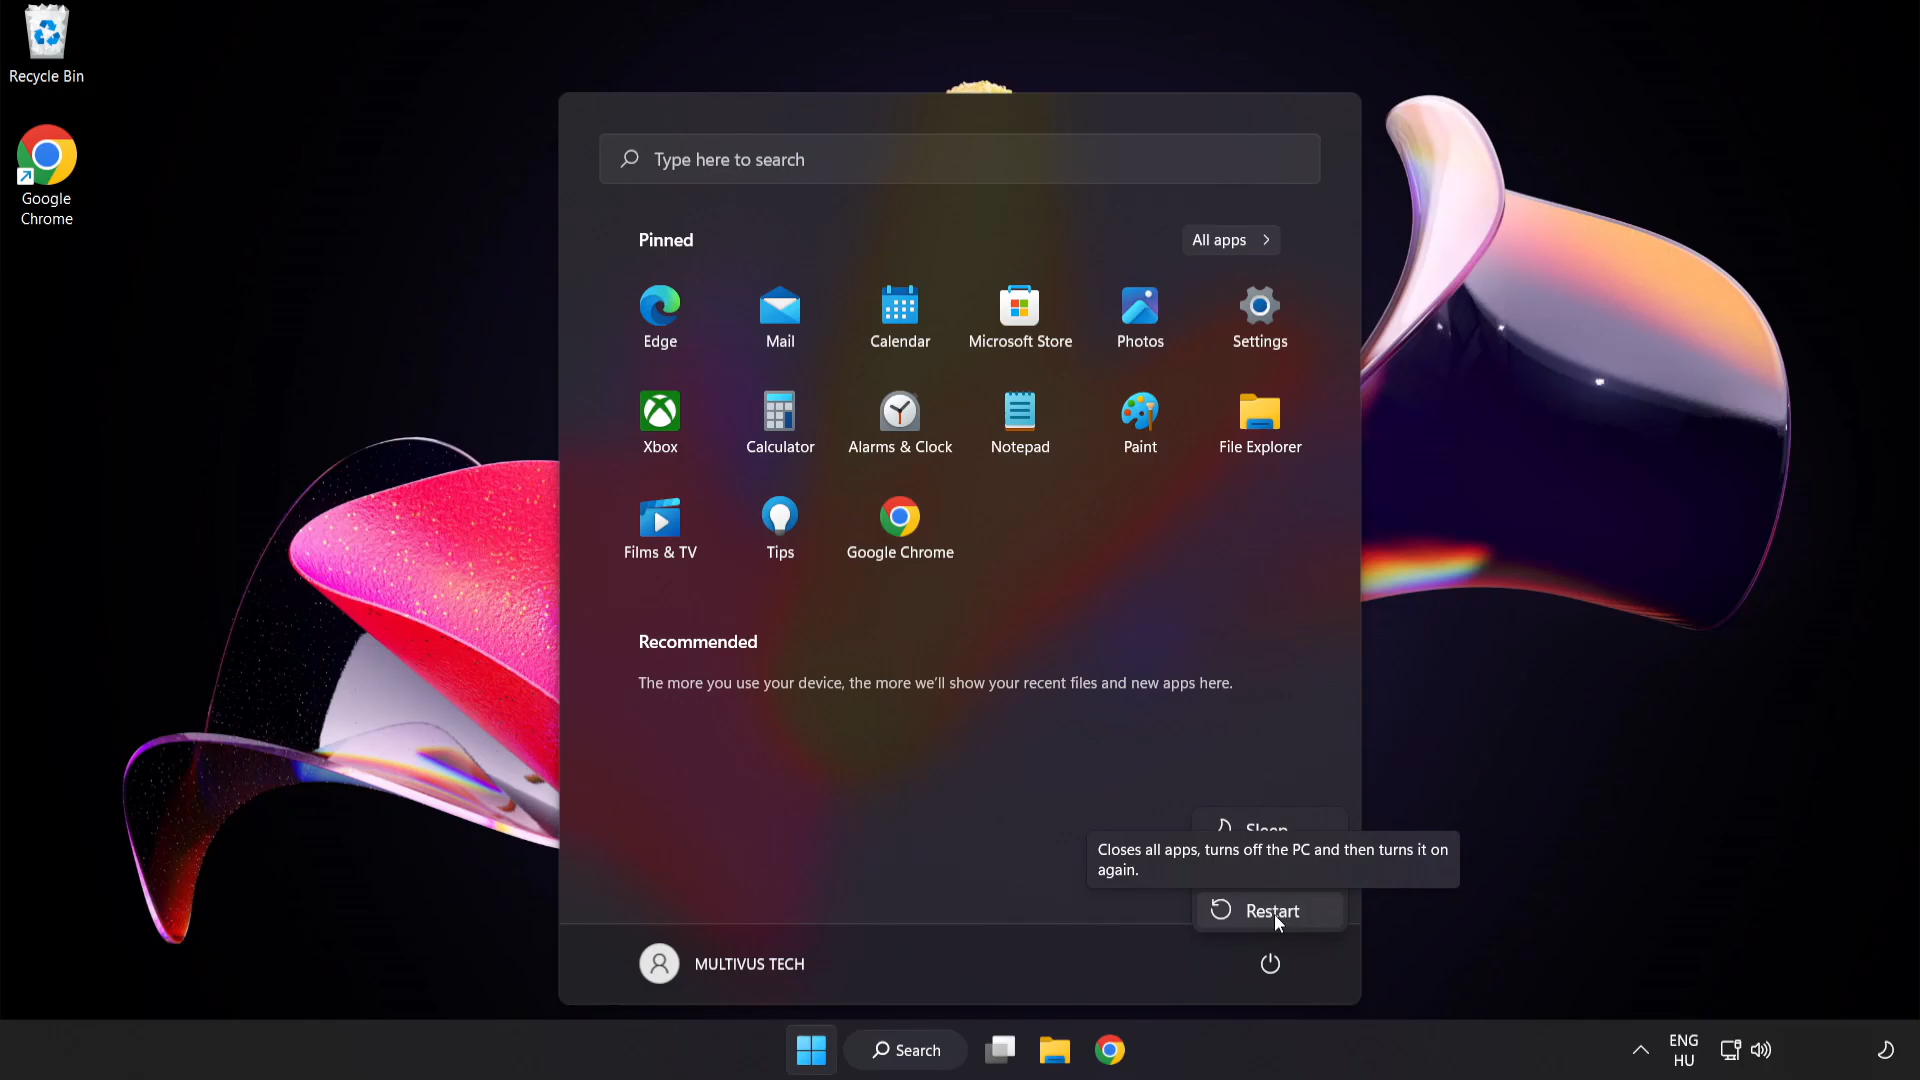 Recycle Bin
Google
Chrome
Type here to search
Pinned
All apps
Edge
Mail
Calendar
Microsoft Store
Photos
Settings
Xbox
Calculator
Alarms & Clock
Notepad
Paint
File Explorer
Films & TV
Tips
Google Chrome
Recommended
The more you use your device, the more we'll show your recent files and new apps here.
Sleep
Closes all apps, turns off the PC and then turns it on
again.
Restart
MULTIVUS TECH
Search
ENG
HU